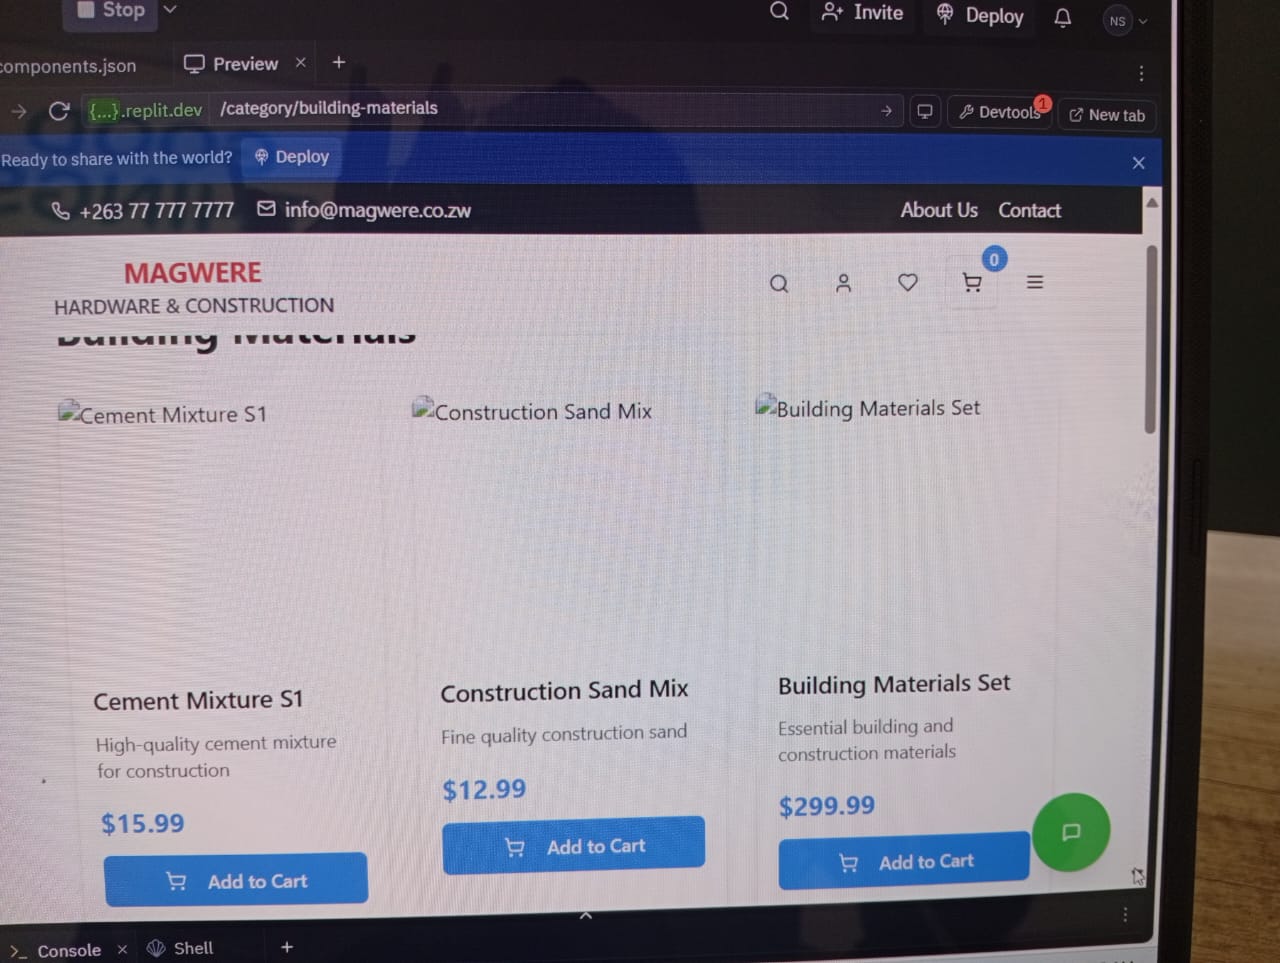 Stop
Invite
Deploy
NS
components.json
Preview
{...}.replit.dev /category/building-materials
Devtools
1
New tab
Ready to share with the world?
Deploy
+263 77 777 7777
info@magwere.co.zw
About Us
Contact
MAGWERE
HARDWARE & CONSTRUCTION
0
Building Materials
Cement Mixture S1
Construction Sand Mix
Building Materials Set
Cement Mixture S1
High-quality cement mixture
for construction
$15.99
Add to Cart
Construction Sand Mix
Fine quality construction sand
$12.99
Add to Cart
Building Materials Set
Essential building and
construction materials
$299.99
Add to Cart
>_ Console
Shell